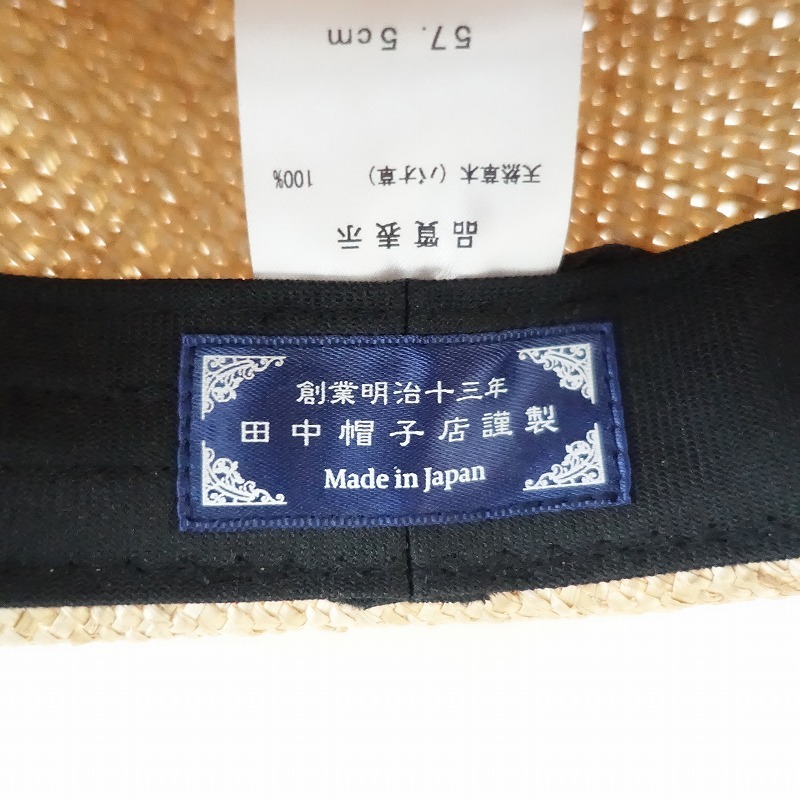 品質表示
天然草木（バオ草） 100%
57.5cm
創業明治十三年
田中帽子店謹製
Made in Japan